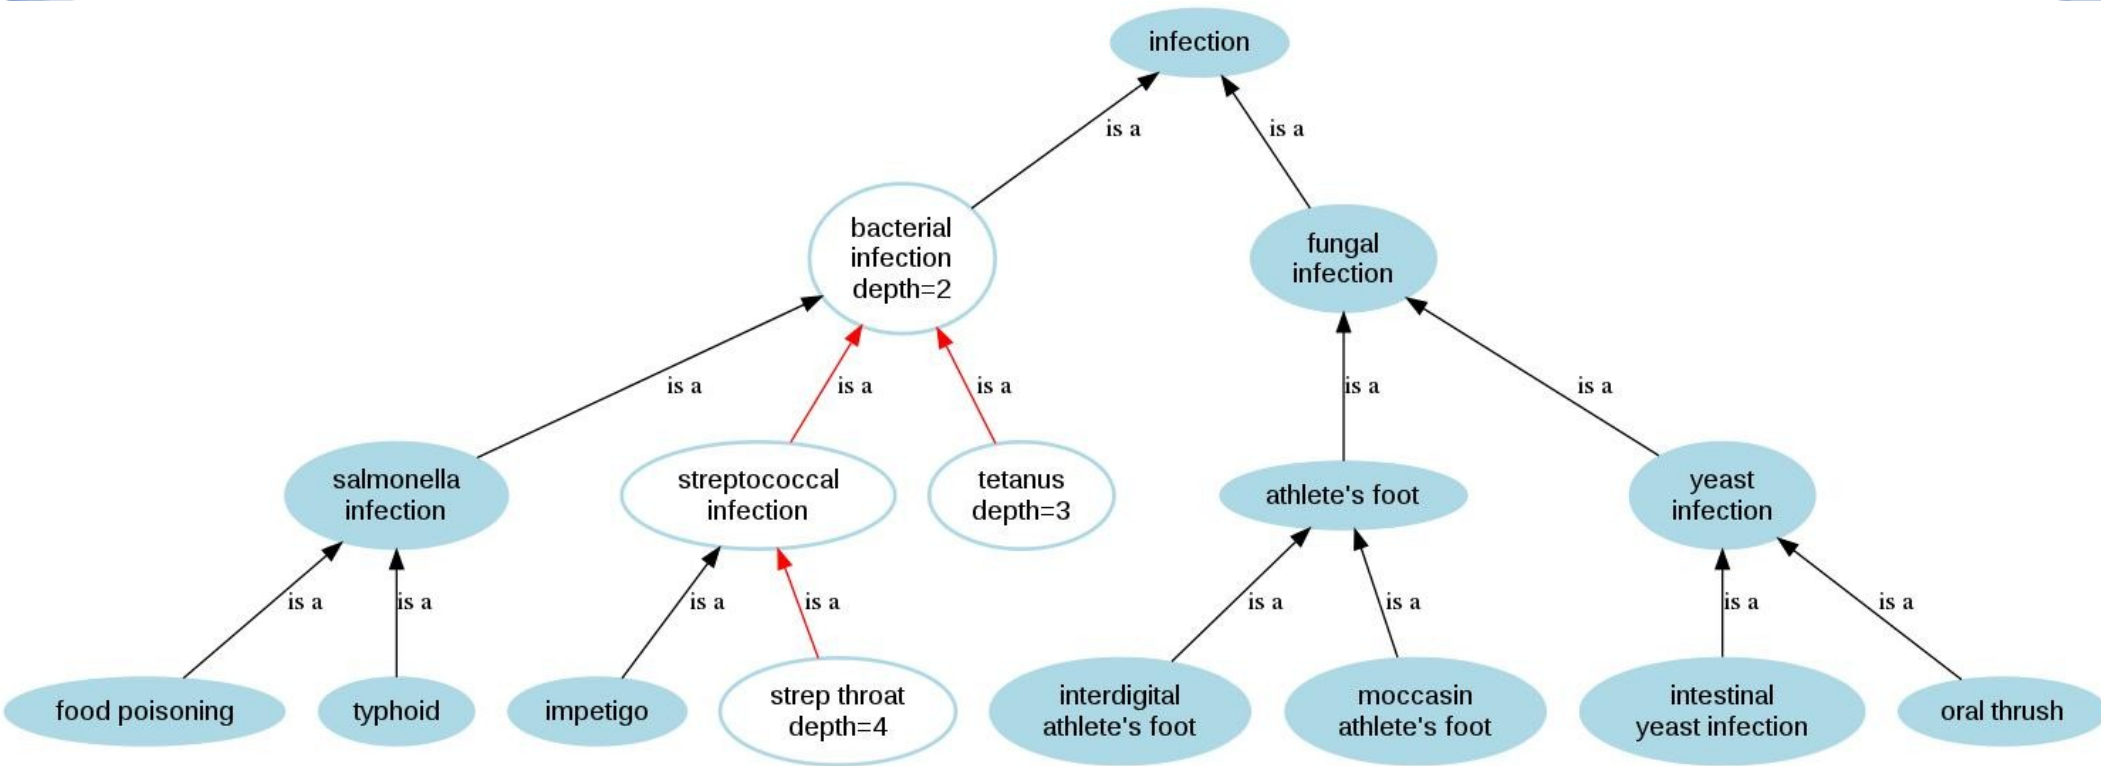 infection
is a
is a
bacterial
infection
depth=2
fungal
infection
is a
is a
is a
is a
is a
salmonella
infection
streptococcal
infection
tetanus
depth=3
athlete's foot
yeast
infection
is a
is a
is a
is a
is a
is a
is a
is a
food poisoning
typhoid
impetigo
strep throat
depth=4
interdigital
athlete's foot
moccasin
athlete's foot
intestinal
yeast infection
oral thrush